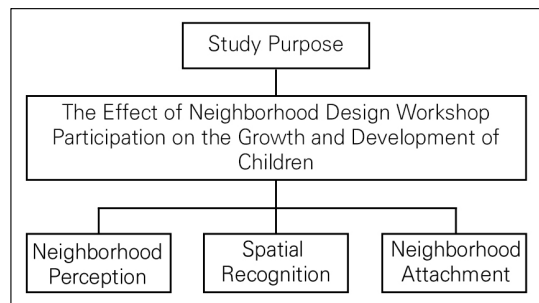 Study Purpose
The Effect of Neighborhood Design Workshop
Participation on the Growth and Development of
Children
Neighborhood
Perception
Spatial
Recognition
Neighborhood
Attachment